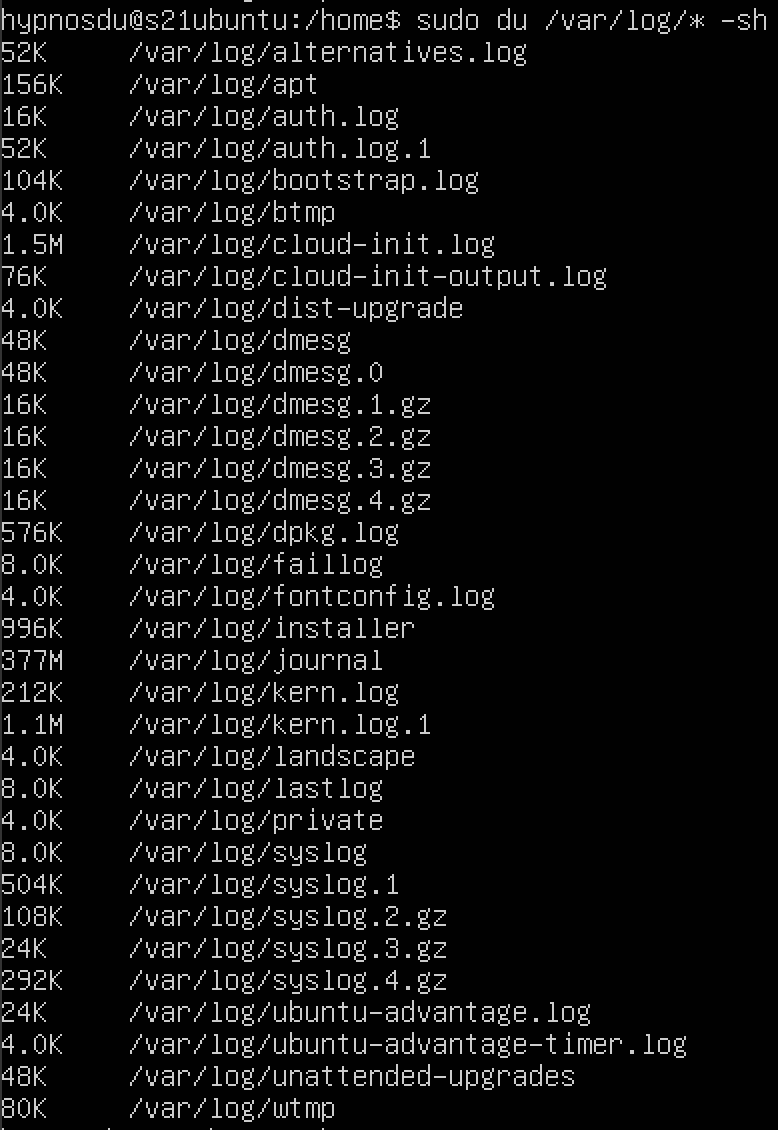 hypnosdu@s21ubuntu:/home$ sudo du /var/log/* -sh
52K /var/log/alternatives.log
156K /var/log/apt
16K /var/log/auth.log
52K /var/log/auth.log.1
104K /var/log/bootstrap.log
4.0K /var/log/btmp
1.5M /var/log/cloud-init.log
76K /var/log/cloud-init-output.log
4.0K /var/log/dist-upgrade
48K /var/log/dmesg
48K /var/log/dmesg.0
16K /var/log/dmesg.1.gz
16K /var/log/dmesg.2.gz
16K /var/log/dmesg.3.gz
16K /var/log/dmesg.4.gz
576K /var/log/dpkg.log
8.0K /var/log/faillog
4.0K /var/log/fontconfig.log
996K /var/log/installer
377M /var/log/journal
212K /var/log/kern.log
1.1M /var/log/kern.log.1
4.0K /var/log/landscape
8.0K /var/log/lastlog
4.0K /var/log/private
8.0K /var/log/syslog
504K /var/log/syslog.1
108K /var/log/syslog.2.gz
24K /var/log/syslog.3.gz
292K /var/log/syslog.4.gz
24K /var/log/ubuntu-advantage.log
4.0K /var/log/ubuntu-advantage-timer.log
48K /var/log/unattended-upgrades
80K /var/log/wtmp